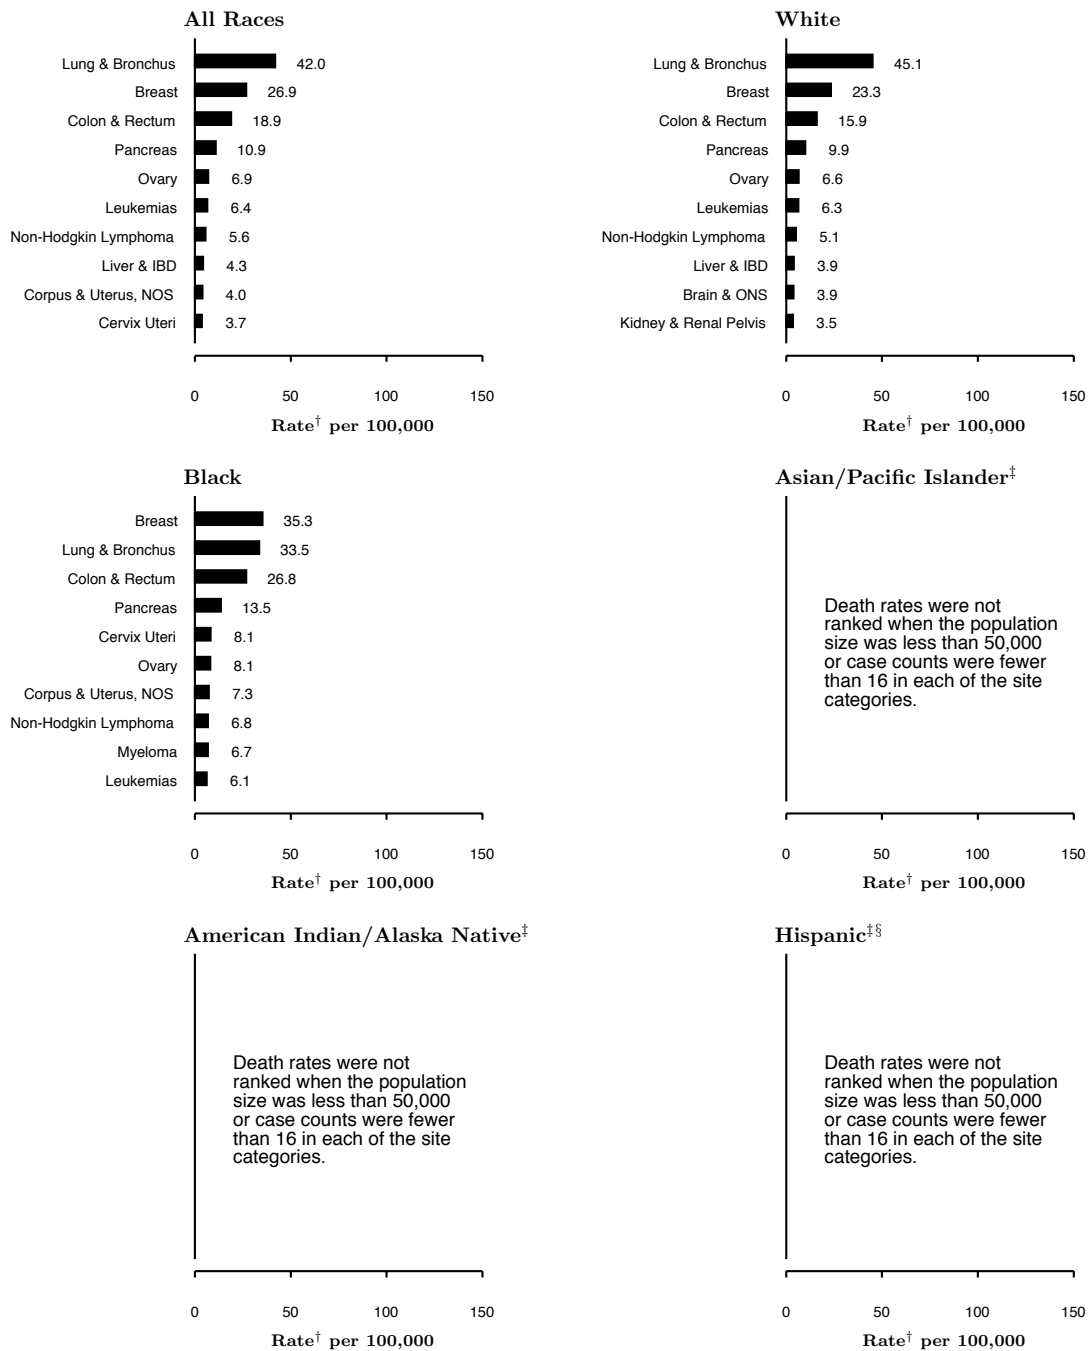 All Races
Lung & Bronchus 42.0
Breast 26.9
Colon & Rectum 18.9
Pancreas 10.9
Ovary 6.9
Leukemias 6.4
Non-Hodgkin Lymphoma 5.6
Liver & IBD 4.3
Corpus & Uterus, NOS 4.0
Cervix Uteri 3.7
0 50 100 150
Rate† per 100,000
White
Lung & Bronchus 45.1
Breast 23.3
Colon & Rectum 15.9
Pancreas 9.9
Ovary 6.6
Leukemias 6.3
Non-Hodgkin Lymphoma 5.1
Liver & IBD 3.9
Brain & ONS 3.9
Kidney & Renal Pelvis 3.5
0 50 100 150
Rate† per 100,000
Black
Breast 35.3
Lung & Bronchus 33.5
Colon & Rectum 26.8
Pancreas 13.5
Cervix Uteri 8.1
Ovary 8.1
Corpus & Uterus, NOS 7.3
Non-Hodgkin Lymphoma 6.8
Myeloma 6.7
Leukemias 6.1
0 50 100 150
Rate† per 100,000
Asian/Pacific Islander‡
Death rates were not
ranked when the population
size was less than 50,000
or case counts were fewer
than 16 in each of the site
categories.
0 50 100 150
Rate† per 100,000
American Indian/Alaska Native‡
Death rates were not
ranked when the population
size was less than 50,000
or case counts were fewer
than 16 in each of the site
categories.
0 50 100 150
Rate† per 100,000
Hispanic‡§
Death rates were not
ranked when the population
size was less than 50,000
or case counts were fewer
than 16 in each of the site
categories.
0 50 100 150
Rate† per 100,000